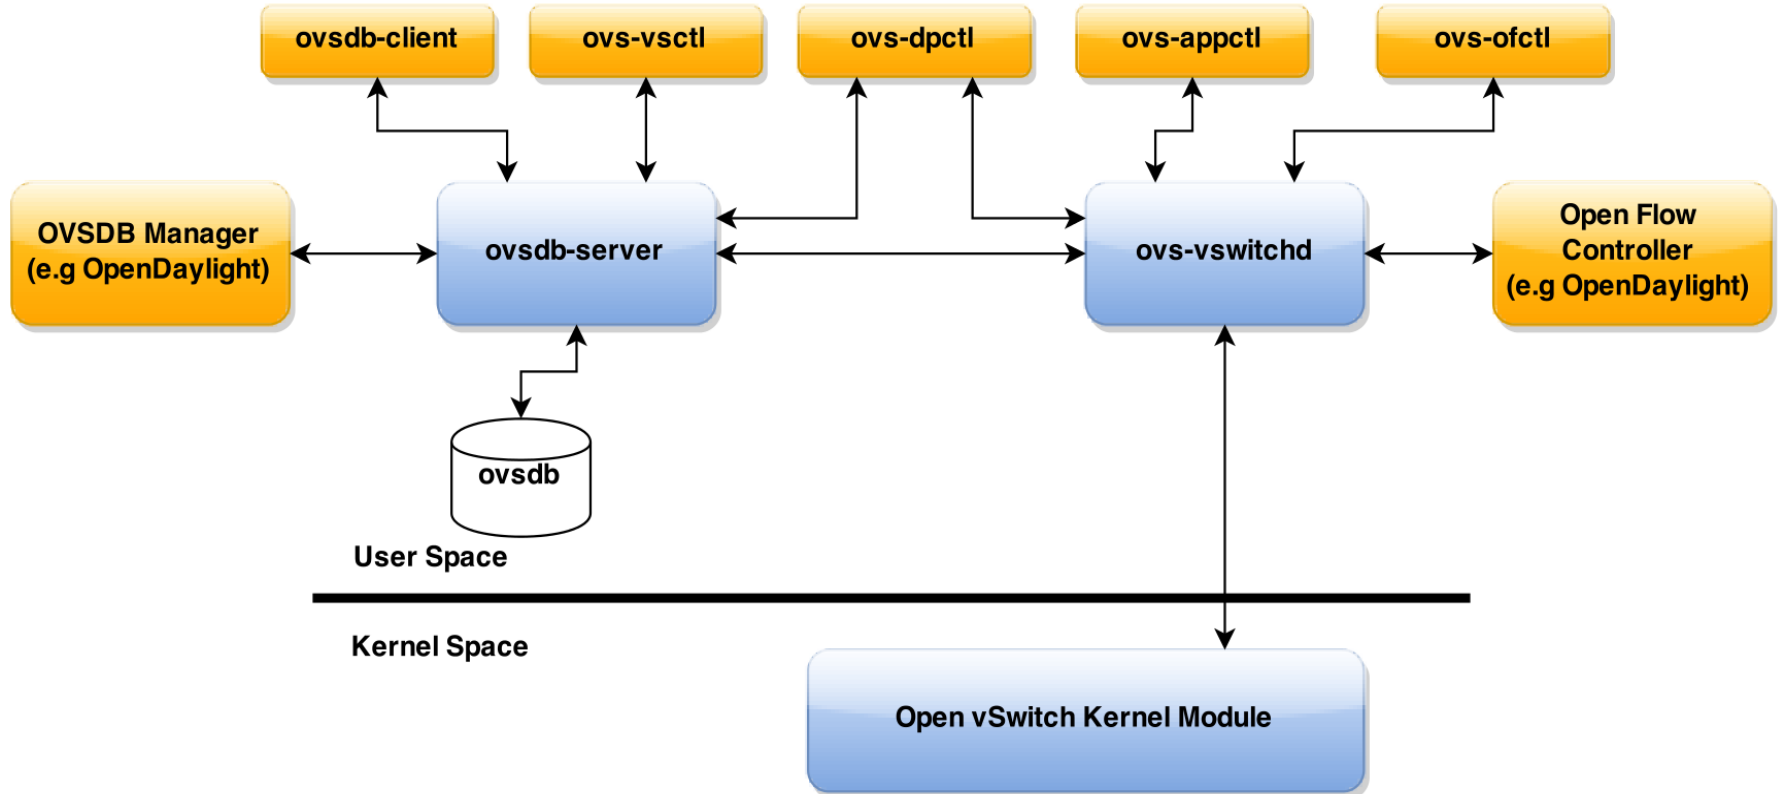 ovsdb-client
ovs-vsctl
ovs-dpctl
ovs-appctl
ovs-ofctl
OVSDB Manager
(e.g OpenDaylight)
ovsdb-server
ovs-vswitchd
Open Flow
Controller
(e.g OpenDaylight)
ovsdb
User Space
Kernel Space
Open vSwitch Kernel Module